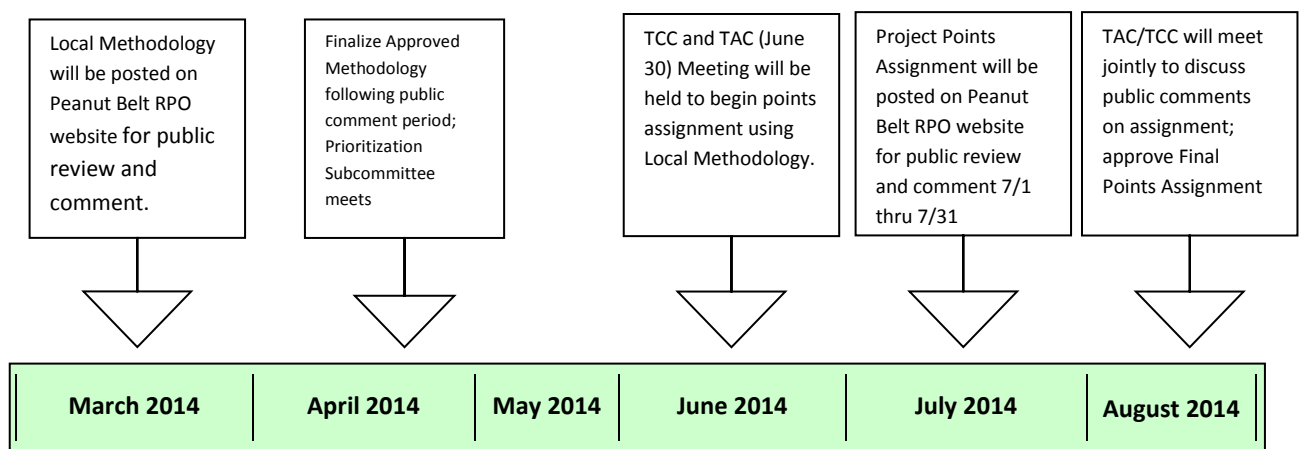 Local Methodology
will be posted on
Peanut Belt RPO
website for public
review and
comment.
Finalize Approved
Methodology
following public
comment period;
Prioritization
Subcommittee
meets
TCC and TAC (June
30) Meeting will be
held to begin points
assignment using
Local Methodology.
Project Points
Assignment will be
posted on Peanut
Belt RPO website
for public review
and comment 7/1
thru 7/31
TAC/TCC will meet
jointly to discuss
public comments
on assignment;
approve Final
Points Assignment
March 2014
April 2014
May 2014
June 2014
July 2014
August 2014